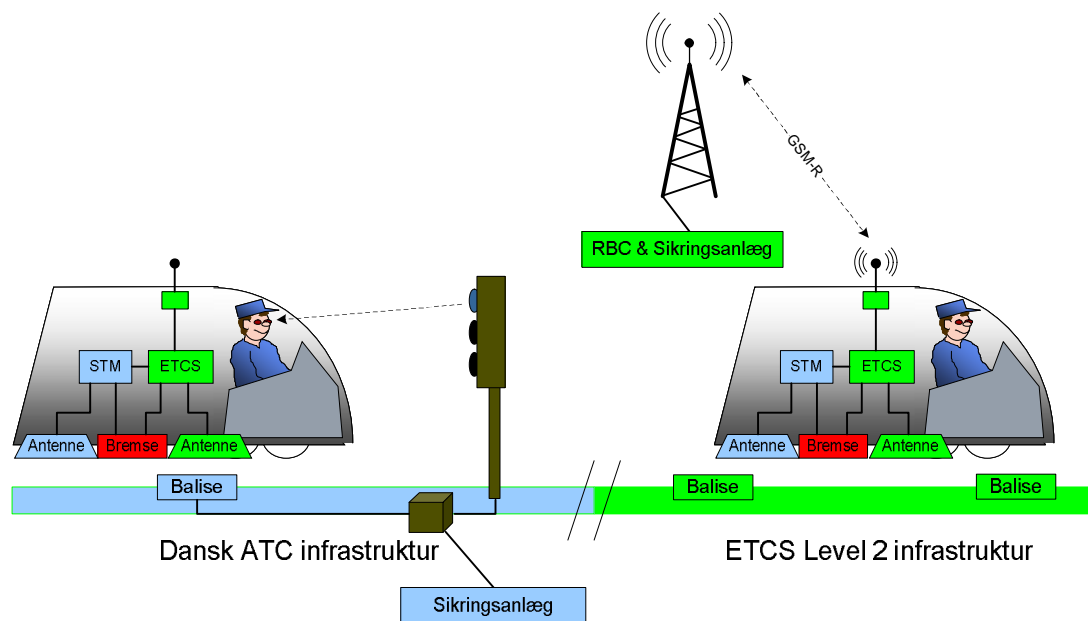 GSM-R
RBC & Sikringsanlæg
STM
ETCS
Antenne
Bremse
Antenne
STM
ETCS
Antenne
Bremse
Antenne
Balise
Balise
Balise
Dansk ATC infrastruktur
ETCS Level 2 infrastruktur
Sikringsanlæg